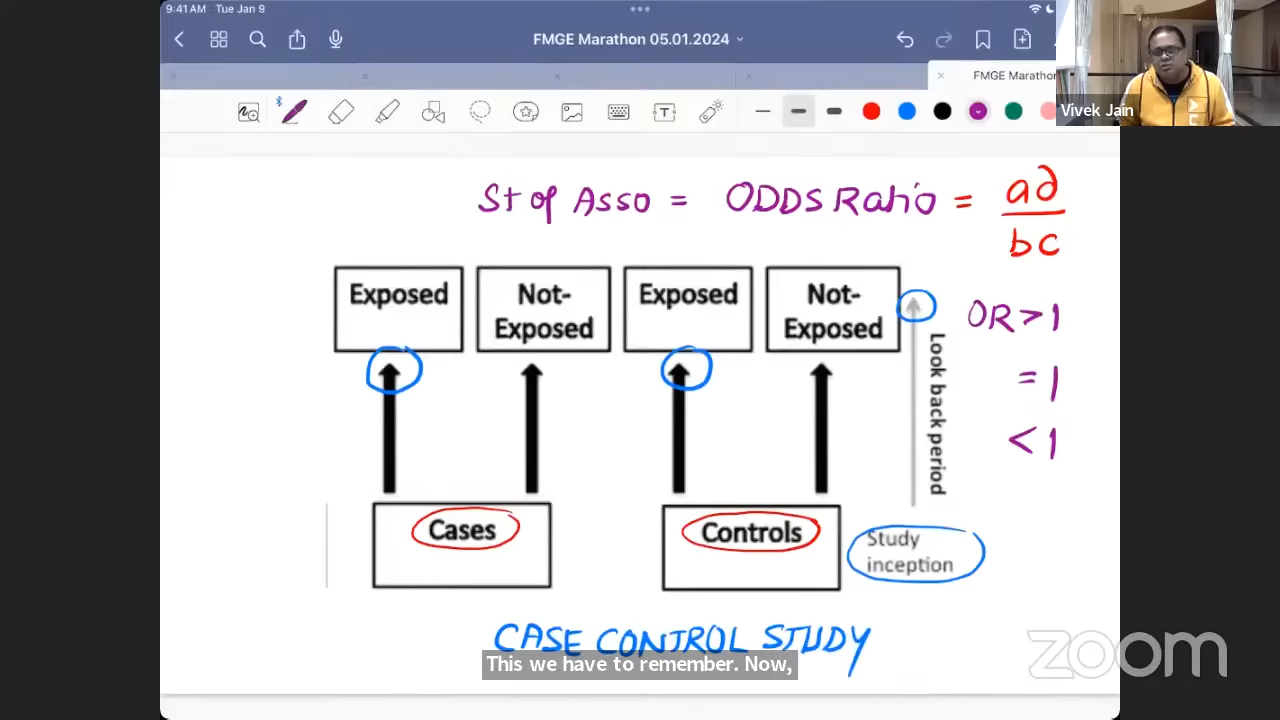 9:41 AM Tue Jan 9
FMGE Marathon 05.01.2024
FMGE Marathon
Vivek Jain
St of Asso = ODDS Ratio = ad
bc
Exposed
Not-
Exposed
Exposed
Not-
Exposed
OR > 1
= 1
< 1
Look back period
Cases
Controls
Study
inception
CASE CONTROL STUDY
This we have to remember. Now,
zoom